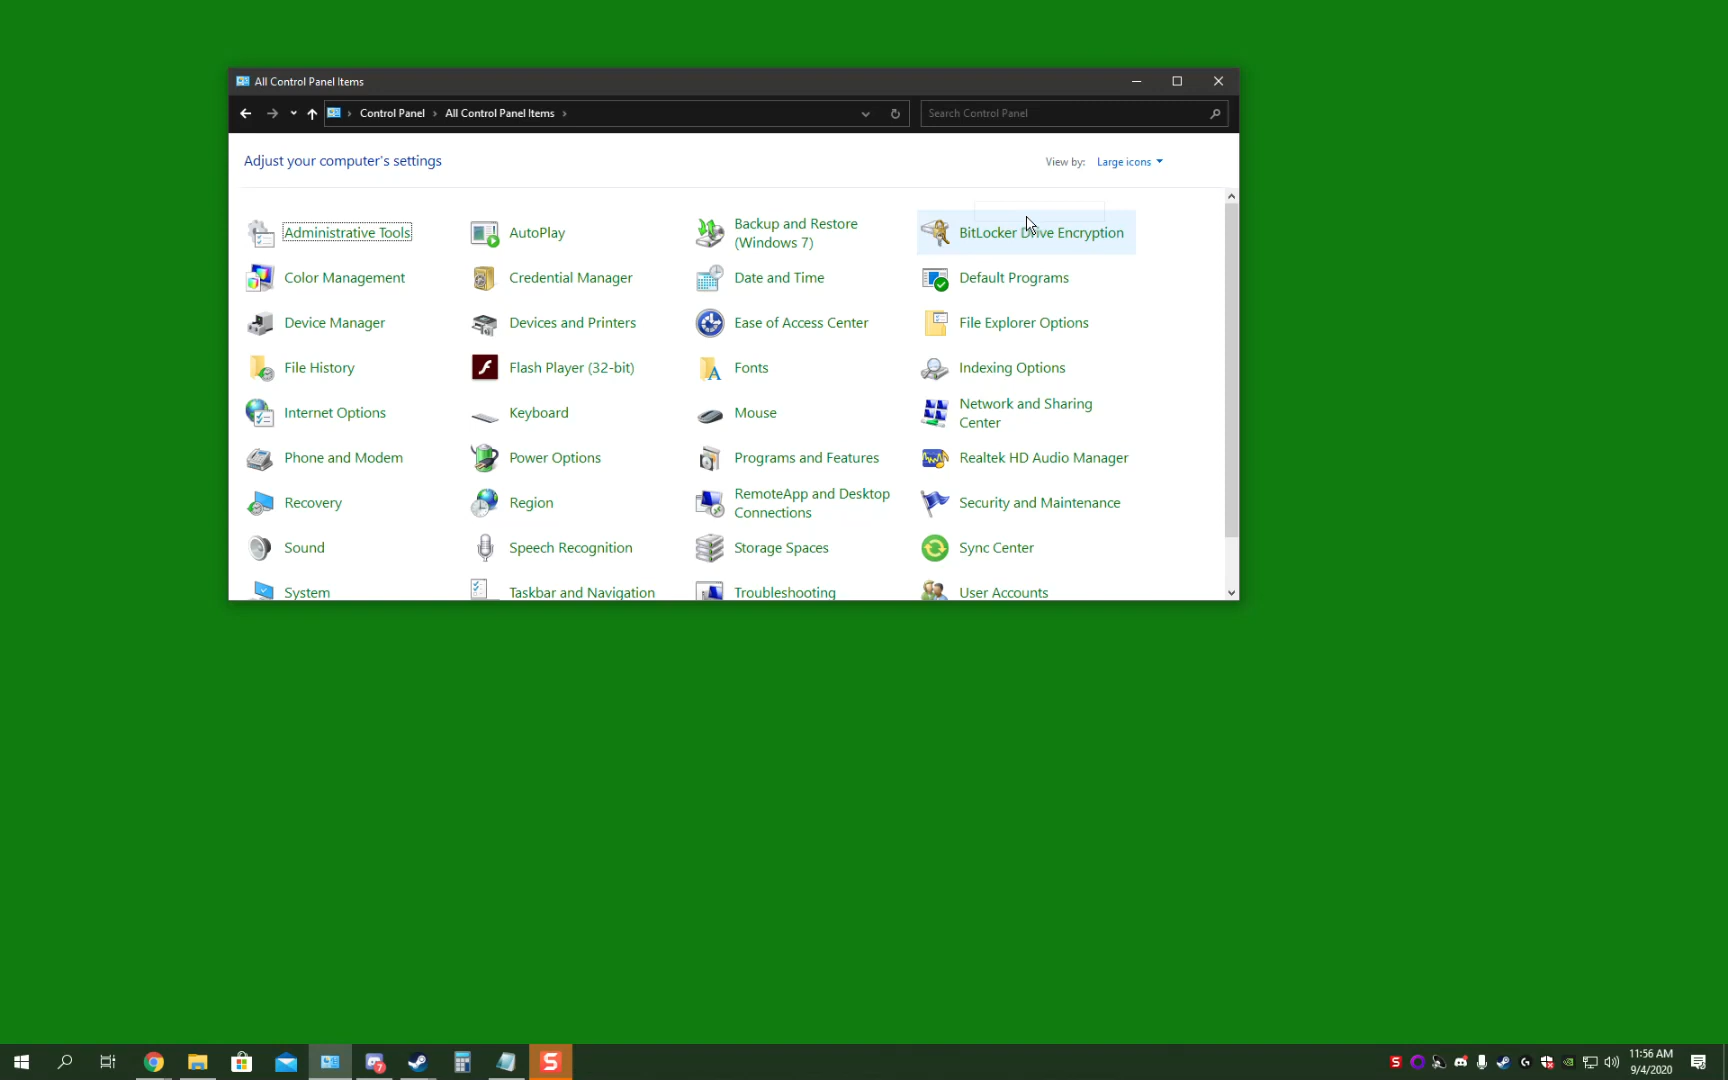 All Control Panel Items
Control Panel › All Control Panel Items ›
Search Control Panel
Adjust your computer's settings
View by: Large icons
Administrative Tools
AutoPlay
Backup and Restore
(Windows 7)
BitLocker Drive Encryption
Color Management
Credential Manager
Date and Time
Default Programs
Device Manager
Devices and Printers
Ease of Access Center
File Explorer Options
File History
Flash Player (32-bit)
Fonts
Indexing Options
Internet Options
Keyboard
Mouse
Network and Sharing
Center
Phone and Modem
Power Options
Programs and Features
Realtek HD Audio Manager
Recovery
Region
RemoteApp and Desktop
Connections
Security and Maintenance
Sound
Speech Recognition
Storage Spaces
Sync Center
System
Taskbar and Navigation
Troubleshooting
User Accounts
7
S
S
11:56 AM
9/4/2020